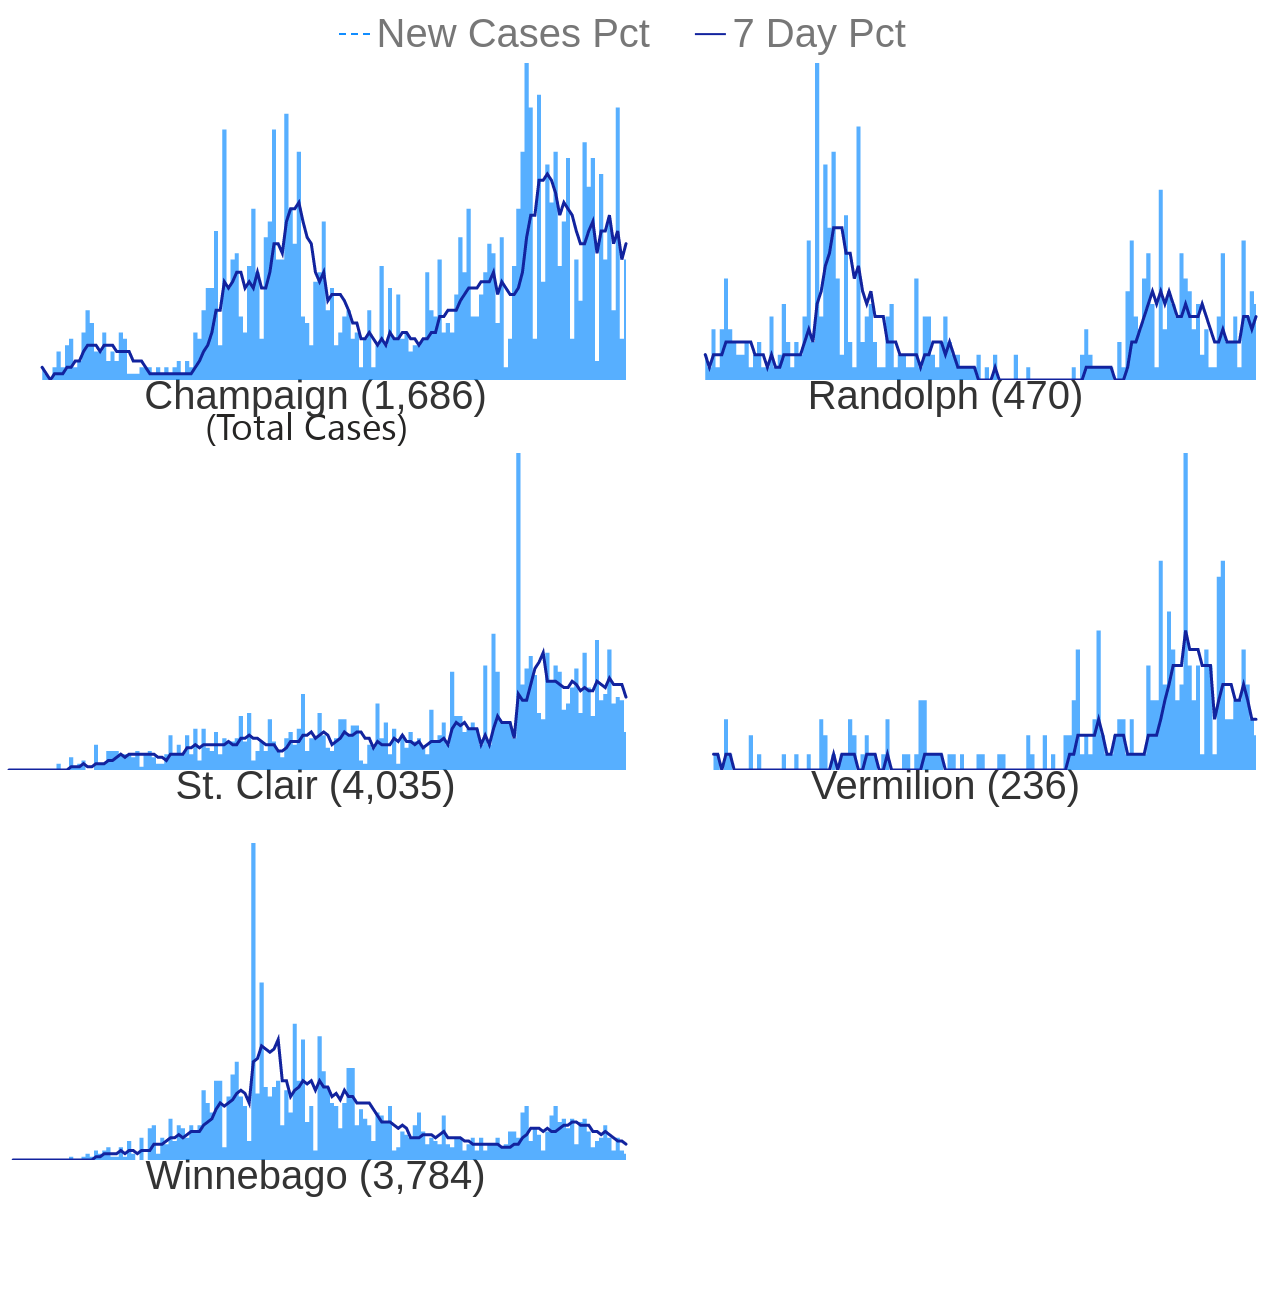 New Cases Pct 7 Day Pct
Champaign (1,686) Randolph (470)
(Total Cases)
St. Clair (4,035) Vermilion (236)
Winnebago (3,784)